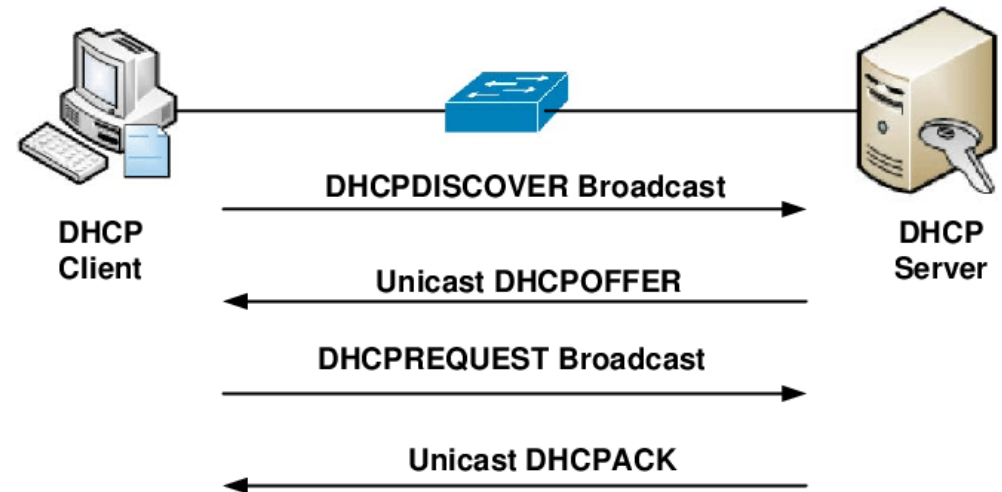 DHCPDISCOVER Broadcast
DHCP
Client
DHCP
Server
Unicast DHCPOFFER
DHCPREQUEST Broadcast
Unicast DHCPACK